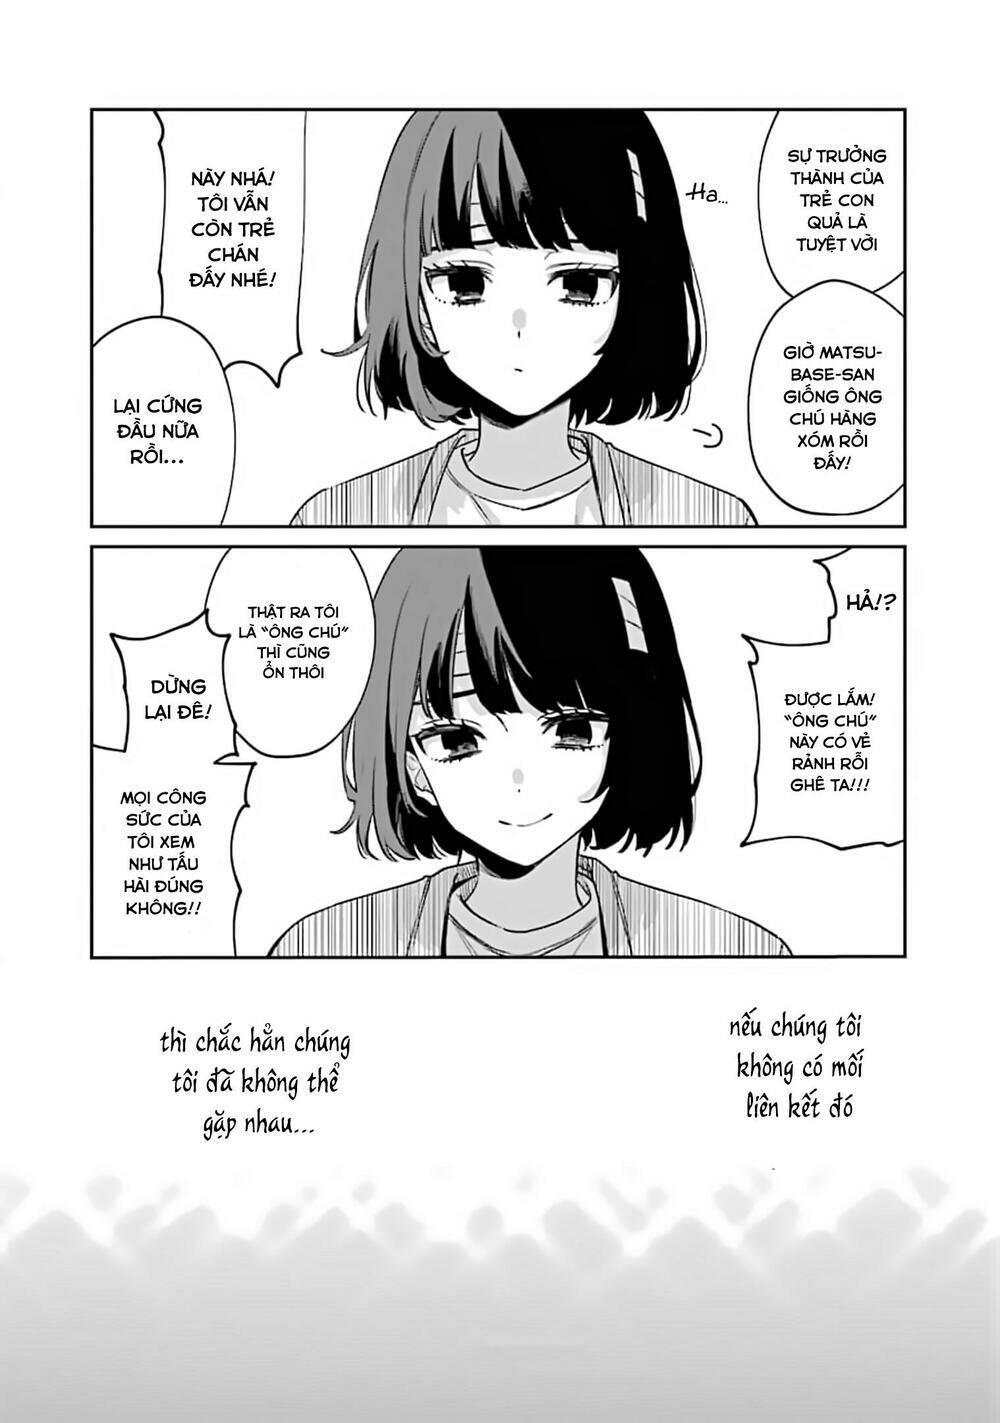 SỰ TRƯỞNG
THÀNH CỦA
TRẺ CON
QUẢ LÀ
TUYỆT VỜI
GIỜ MATSU-
BASE-SAN
GIỐNG ÔNG
CHÚ HÀNG
XÓM RỒI
ĐẤY!
Ha...
NÀY NHÁ!
TÔI VẪN
CÒN TRẺ
CHÁN
ĐẤY NHÉ!
LẠI CỨNG
ĐẦU NỮA
RỒI...
HẢ!?
ĐƯỢC LẮM!
"ÔNG CHÚ"
NÀY CÓ VẺ
RẢNH RỖI
GHÊ TA!!!
THẬT RA TÔI
LÀ "ÔNG CHÚ"
THÌ CŨNG
ỔN THÔI
DỪNG
LẠI ĐÊ!
MỌI CÔNG
SỨC CỦA
TÔI XEM
NHƯ TẤU
HÀI ĐÚNG
KHÔNG!!
nếu chúng tôi
không có mối
liên kết đó
thì chắc hẳn chúng
tôi đã không thể
gặp nhau...